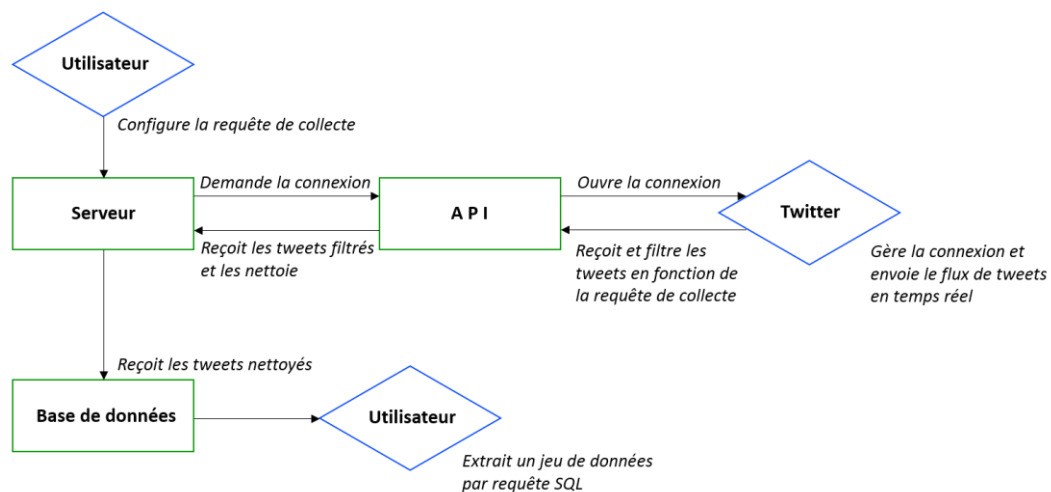 Utilisateur
Configure la requête de collecte
Demande la connexion
Ouvre la connexion
Serveur
A P I
Twitter
Reçoit les tweets filtrés
et les nettoie
Reçoit et filtre les
tweets en fonction de
la requête de collecte
Gère la connexion et
envoie le flux de tweets
en temps réel
Reçoit les tweets nettoyés
Base de données
Utilisateur
Extrait un jeu de données
par requête SQL